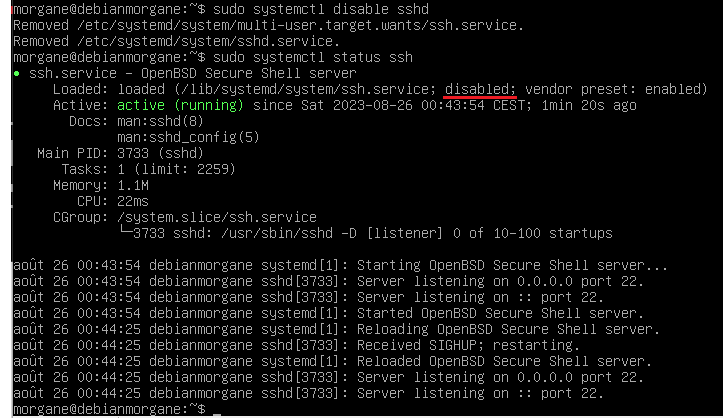 morgane@debianmorgane:~$ sudo systemctl disable sshd
Removed /etc/systemd/system/multi-user.target.wants/ssh.service.
Removed /etc/systemd/system/sshd.service.
morgane@debianmorgane:~$ sudo systemctl status ssh
● ssh.service - OpenBSD Secure Shell server
Loaded: loaded (/lib/systemd/system/ssh.service; disabled; vendor preset: enabled)
Active: active (running) since Sat 2023-08-26 00:43:54 CEST; 1min 20s ago
Docs: man:sshd(8)
man:sshd_config(5)
Main PID: 3733 (sshd)
Tasks: 1 (limit: 2259)
Memory: 1.1M
CPU: 22ms
CGroup: /system.slice/ssh.service
└─3733 sshd: /usr/sbin/sshd -D [listener] 0 of 10-100 startups
août 26 00:43:54 debianmorgane systemd[1]: Starting OpenBSD Secure Shell server...
août 26 00:43:54 debianmorgane sshd[3733]: Server listening on 0.0.0.0 port 22.
août 26 00:43:54 debianmorgane sshd[3733]: Server listening on :: port 22.
août 26 00:43:54 debianmorgane systemd[1]: Started OpenBSD Secure Shell server.
août 26 00:44:25 debianmorgane systemd[1]: Reloading OpenBSD Secure Shell server.
août 26 00:44:25 debianmorgane sshd[3733]: Received SIGHUP; restarting.
août 26 00:44:25 debianmorgane systemd[1]: Reloaded OpenBSD Secure Shell server.
août 26 00:44:25 debianmorgane sshd[3733]: Server listening on 0.0.0.0 port 22.
août 26 00:44:25 debianmorgane sshd[3733]: Server listening on :: port 22.
morgane@debianmorgane:~$